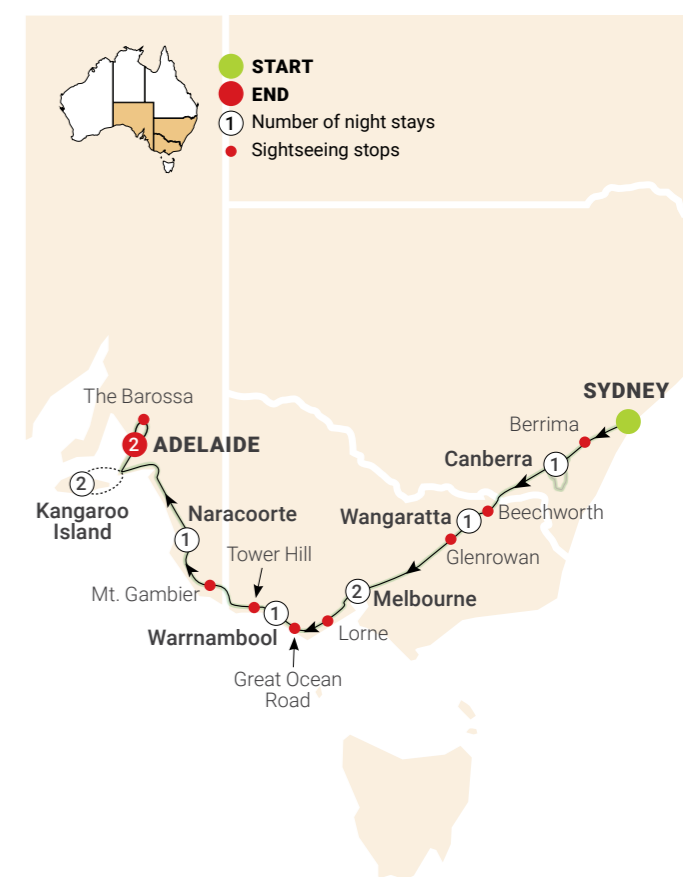 START
END
1 Number of night stays
Sightseeing stops
SYDNEY
Berrima
Canberra
1
Beechworth
Wangaratta
1
Glenrowan
2
Melbourne
Lorne
Great Ocean
Road
1
Warrnambool
Tower Hill
Mt. Gambier
1
Naracoorte
2
Kangaroo
Island
2
ADELAIDE
The Barossa